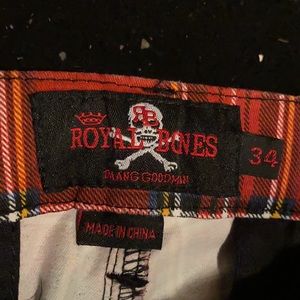 RB
ROYAL BONES
DAANG GOODMAN
34
MADE IN CHINA